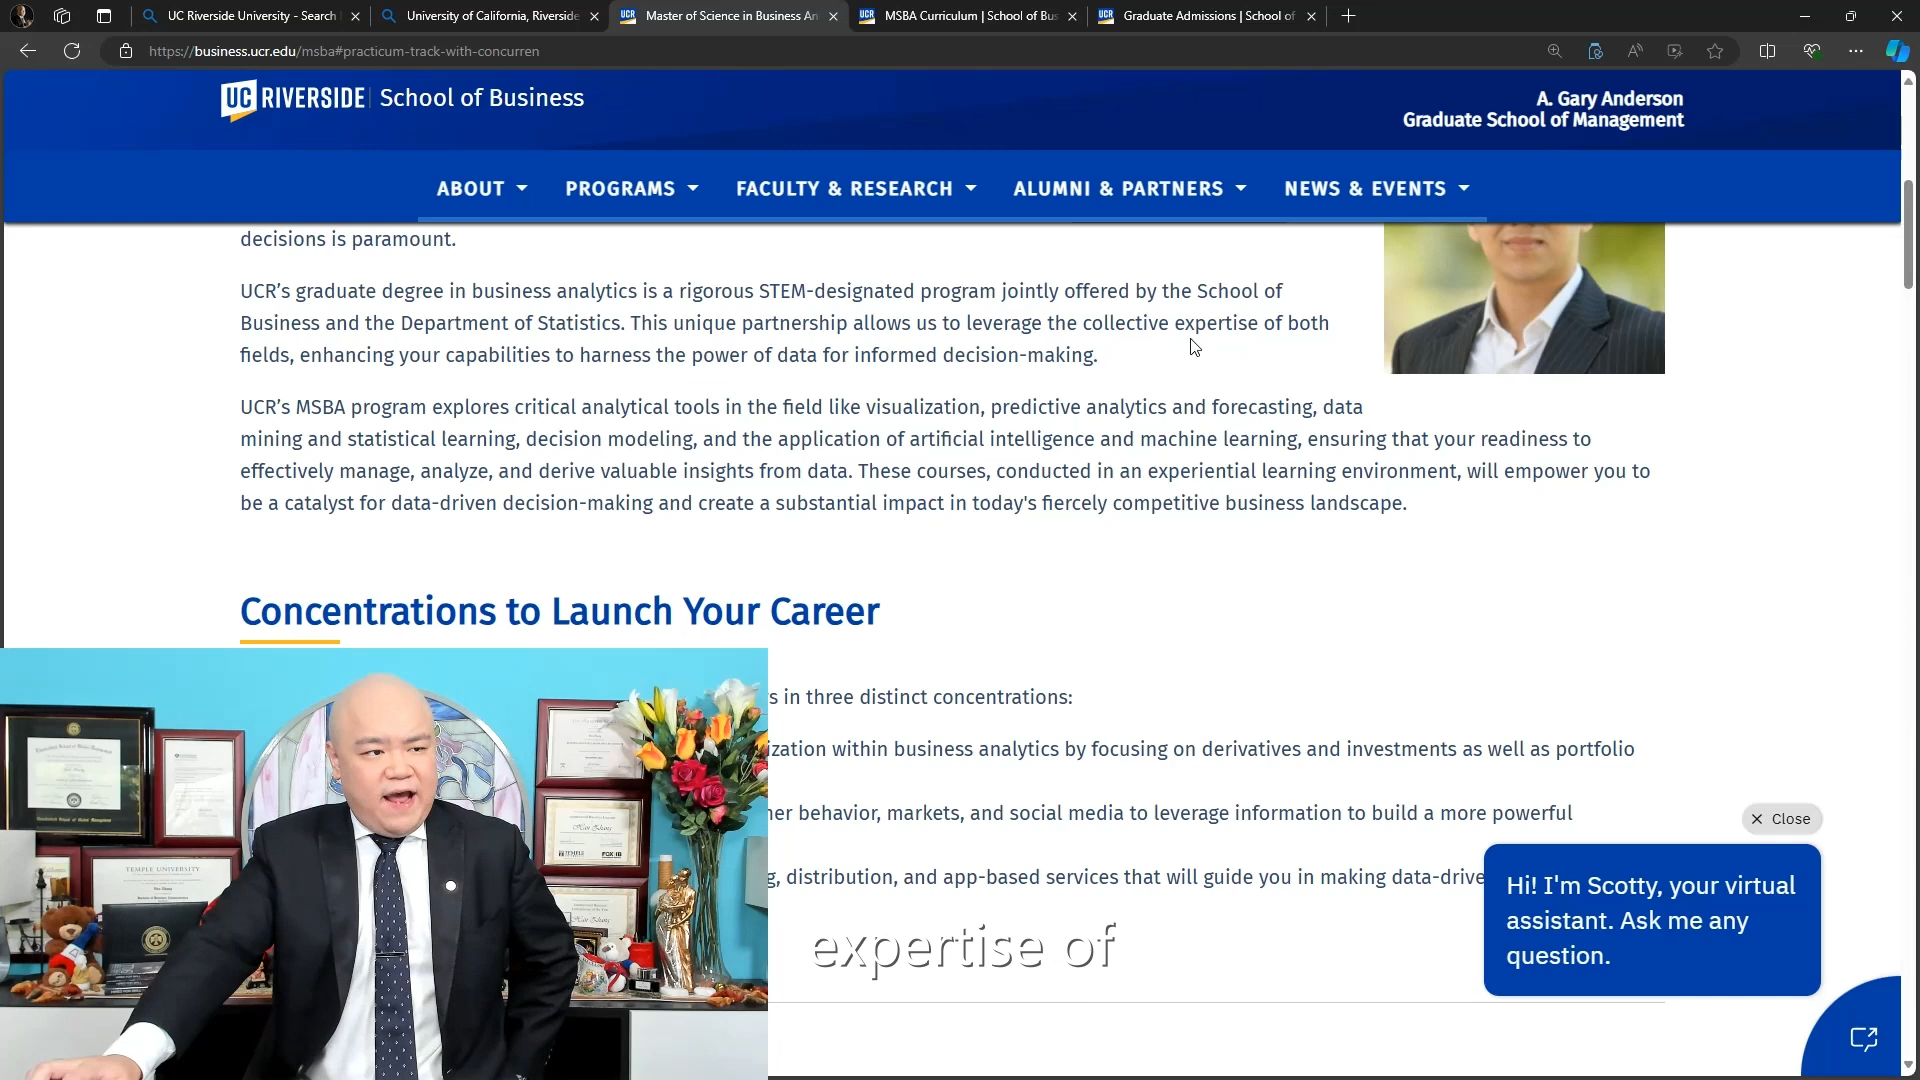 UC Riverside University - Search
University of California, Riverside
Master of Science in Business An
MSBA Curriculum | School of Bus
Graduate Admissions | School of
https://business.ucr.edu/msba#practicum-track-with-concurren
UC RIVERSIDE School of Business
A. Gary Anderson
Graduate School of Management
ABOUT PROGRAMS FACULTY & RESEARCH ALUMNI & PARTNERS NEWS & EVENTS
decisions is paramount.
UCR’s graduate degree in business analytics is a rigorous STEM-designated program jointly offered by the School of
Business and the Department of Statistics. This unique partnership allows us to leverage the collective expertise of both
fields, enhancing your capabilities to harness the power of data for informed decision-making.
UCR’s MSBA program explores critical analytical tools in the field like visualization, predictive analytics and forecasting, data
mining and statistical learning, decision modeling, and the application of artificial intelligence and machine learning, ensuring that your readiness to
effectively manage, analyze, and derive valuable insights from data. These courses, conducted in an experiential learning environment, will empower you to
be a catalyst for data-driven decision-making and create a substantial impact in today's fiercely competitive business landscape.
Concentrations to Launch Your Career
s in three distinct concentrations:
ization within business analytics by focusing on derivatives and investments as well as portfolio
er behavior, markets, and social media to leverage information to build a more powerful
g, distribution, and app-based services that will guide you in making data-drive
Close
Hi! I'm Scotty, your virtual
assistant. Ask me any
question.
expertise of
TEMPLE UNIVERSITY
TEMPLE
FOX